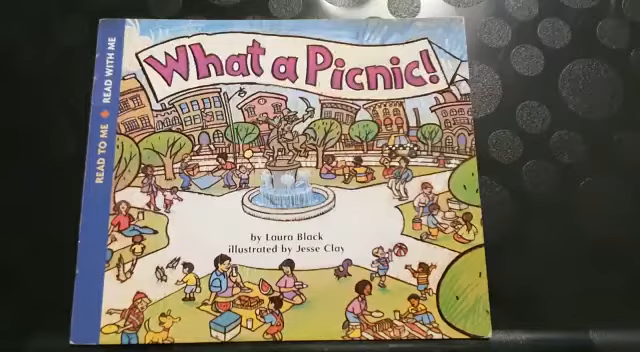 What a Picnic!
READ TO ME ◆ READ WITH ME
by Laura Black
illustrated by Jesse Clay